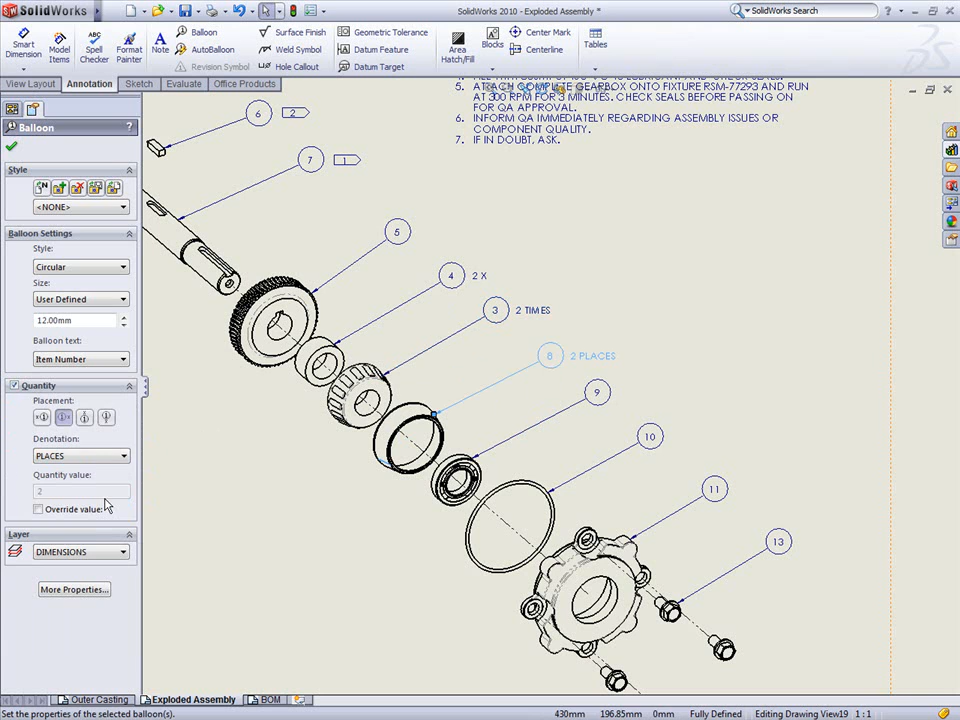 SolidWorks
SolidWorks 2010 - Exploded Assembly *
SolidWorks Search
Smart Dimension
Model Items
Spell Checker
Format Painter
Note
Balloon
AutoBalloon
Revision Symbol
Surface Finish
Weld Symbol
Hole Callout
Geometric Tolerance
Datum Feature
Datum Target
Area Hatch/Fill
Blocks
Center Mark
Centerline
Tables
View Layout
Annotation
Sketch
Evaluate
Office Products
Balloon
?
Style
<NONE>
Balloon Settings
Style:
Circular
Size:
User Defined
12.00mm
Balloon text:
Item Number
Quantity
Placement:
Denotation:
PLACES
Quantity value:
2
Override value:
Layer
DIMENSIONS
More Properties...
5. ATTACH COMPLETE GEARBOX ONTO FIXTURE RSM-77293 AND RUN
AT 300 RPM FOR 3 MINUTES. CHECK SEALS BEFORE PASSING ON
FOR QA APPROVAL.
6. INFORM QA IMMEDIATELY REGARDING ASSEMBLY ISSUES OR
COMPONENT QUALITY.
7. IF IN DOUBT, ASK.
6 2
7 1
5
4 2 X
3 2 TIMES
8 2 PLACES
9
10
11
13
Outer Casting
Exploded Assembly
BOM
Set the properties of the selected balloon(s).
430mm 196.85mm 0mm Fully Defined Editing Drawing View19 1 : 1